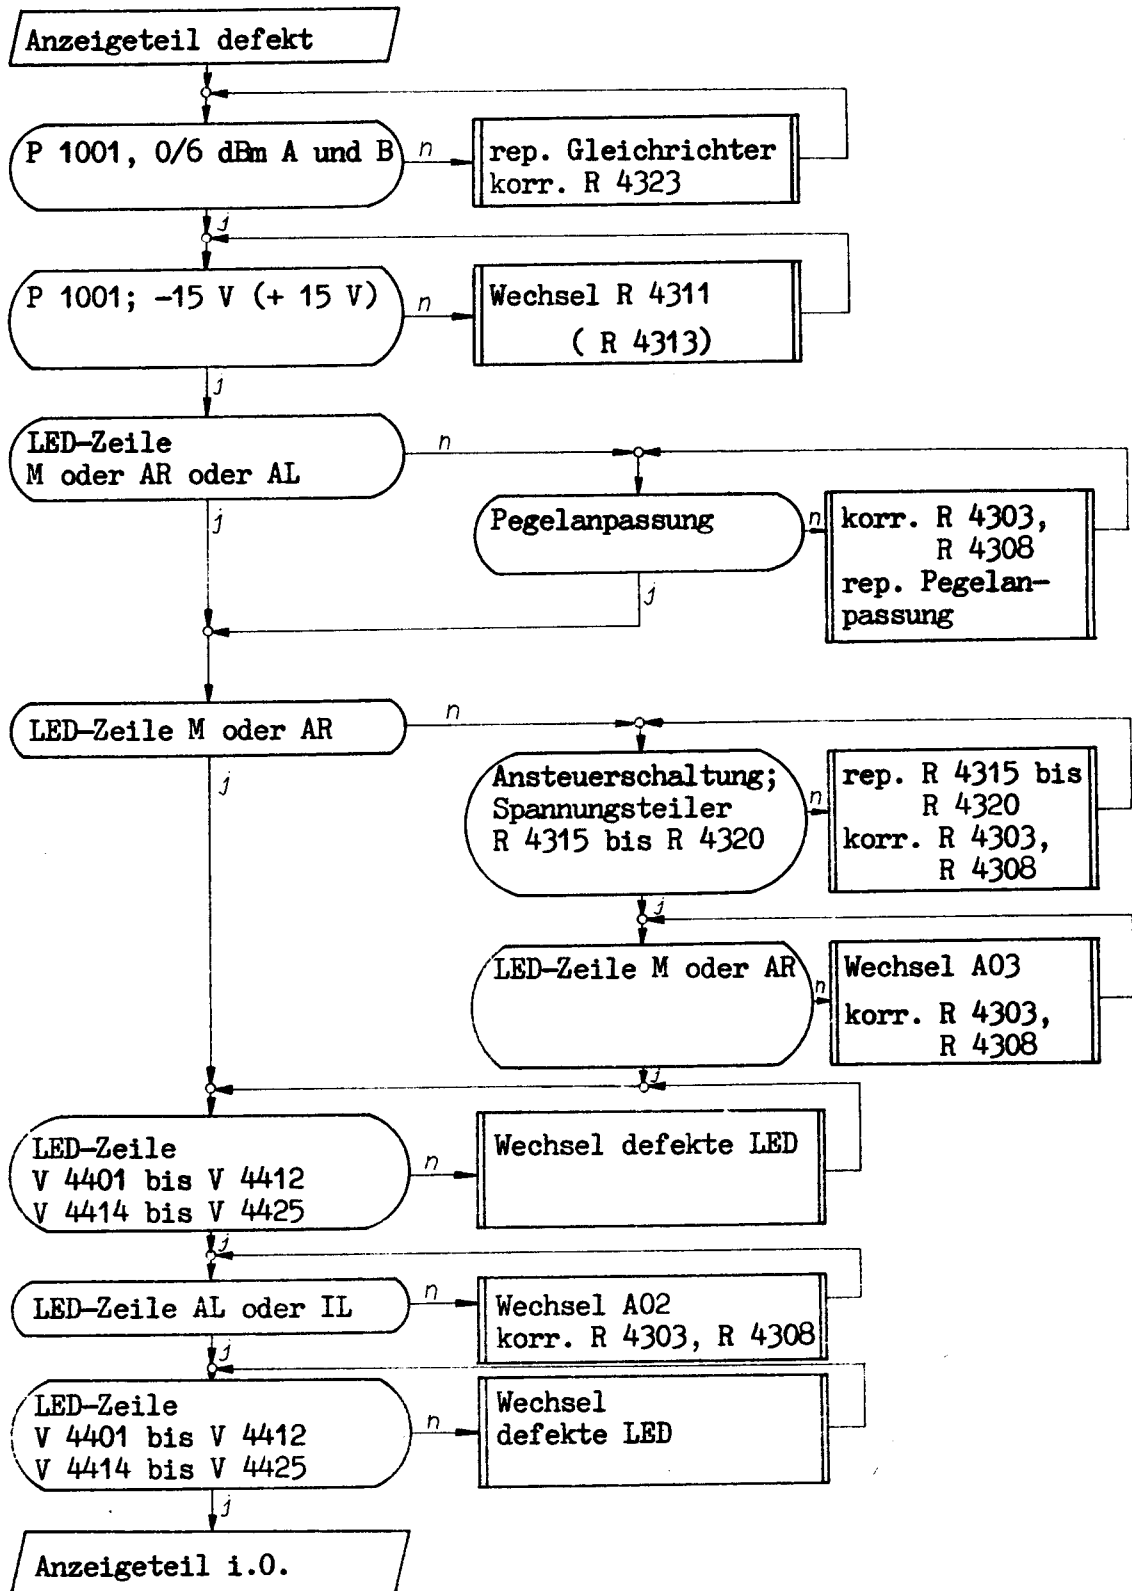 Anzeigeteil defekt
P 1001, 0/6 dBm A und B
n
rep. Gleichrichter
korr. R 4323
j
P 1001; -15 V (+ 15 V)
n
Wechsel R 4311
( R 4313)
j
LED-Zeile
M oder AR oder AL
n
j
Pegelanpassung
n
korr. R 4303,
R 4308
rep. Pegelan-
passung
j
LED-Zeile M oder AR
n
j
Ansteuerschaltung;
Spannungsteiler
R 4315 bis R 4320
n
rep. R 4315 bis
R 4320
korr. R 4303,
R 4308
j
LED-Zeile M oder AR
n
Wechsel A03
korr. R 4303,
R 4308
j
LED-Zeile
V 4401 bis V 4412
V 4414 bis V 4425
n
Wechsel defekte LED
j
LED-Zeile AL oder IL
n
Wechsel A02
korr. R 4303, R 4308
j
LED-Zeile
V 4401 bis V 4412
V 4414 bis V 4425
n
Wechsel
defekte LED
j
Anzeigeteil i.O.